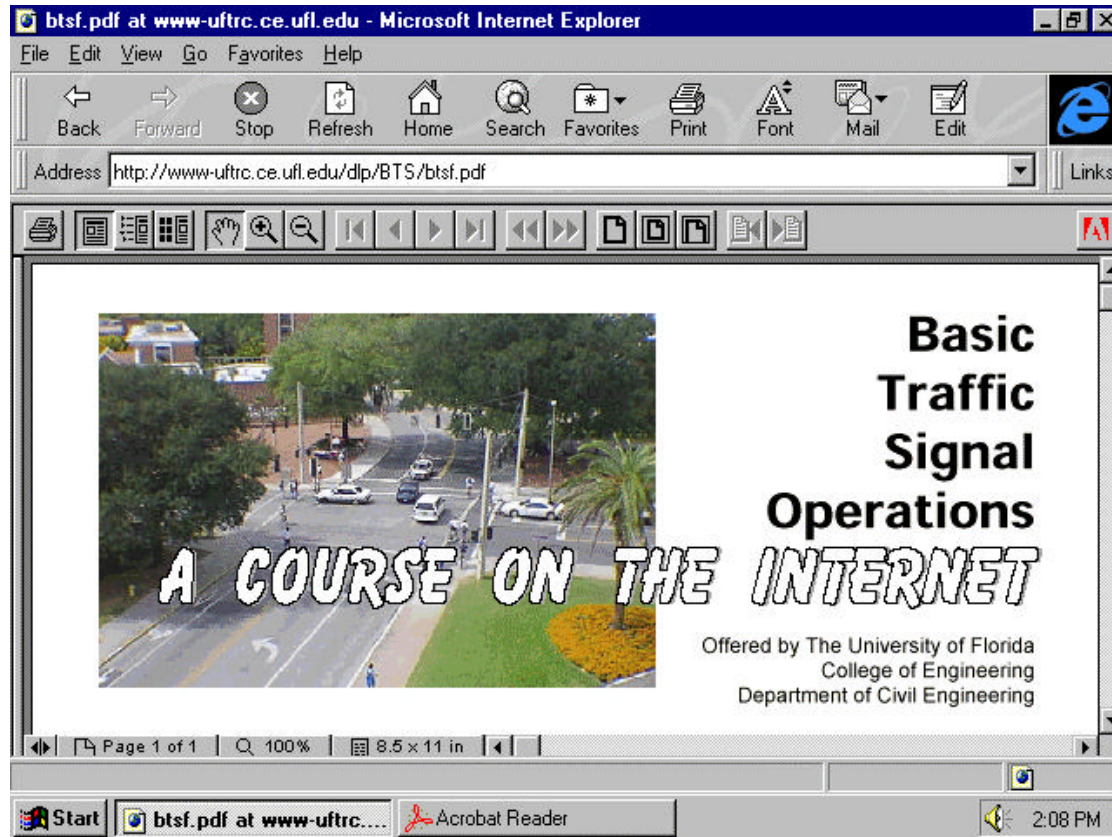 btsf.pdf at www-uftrc.ce.ufl.edu - Microsoft Internet Explorer
File Edit View Go Favorites Help
Back Forward Stop Refresh Home Search Favorites Print Font Mail Edit
Address http://www-uftrc.ce.ufl.edu/dlp/BTS/btsf.pdf Links
Basic
Traffic
Signal
Operations
A COURSE ON THE INTERNET
Offered by The University of Florida
College of Engineering
Department of Civil Engineering
Page 1 of 1 100% 8.5 x 11 in
Start btsf.pdf at www-uftrc.... Acrobat Reader 2:08 PM